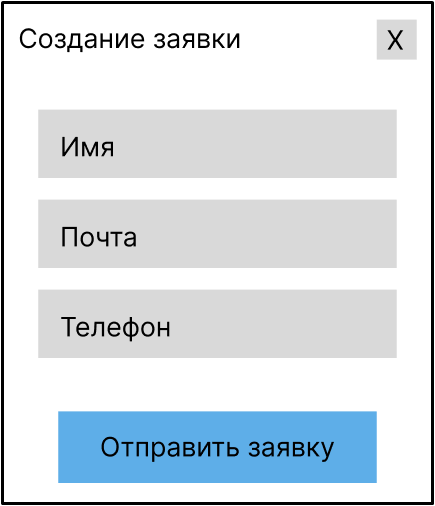 Создание заявки
X
Имя
Почта
Телефон
Отправить заявку